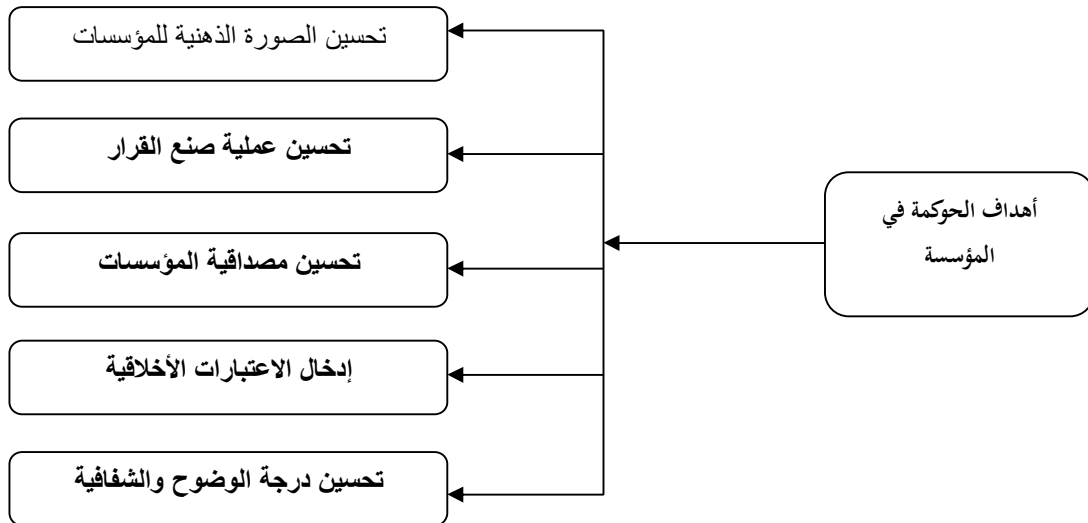 تحسين الصورة الذهنية للمؤسسات
تحسين عملية صنع القرار
أهداف الحوكمة في
المؤسسة
تحسين مصداقية المؤسسات
إدخال الاعتبارات الأخلاقية
تحسين درجة الوضوح والشفافية